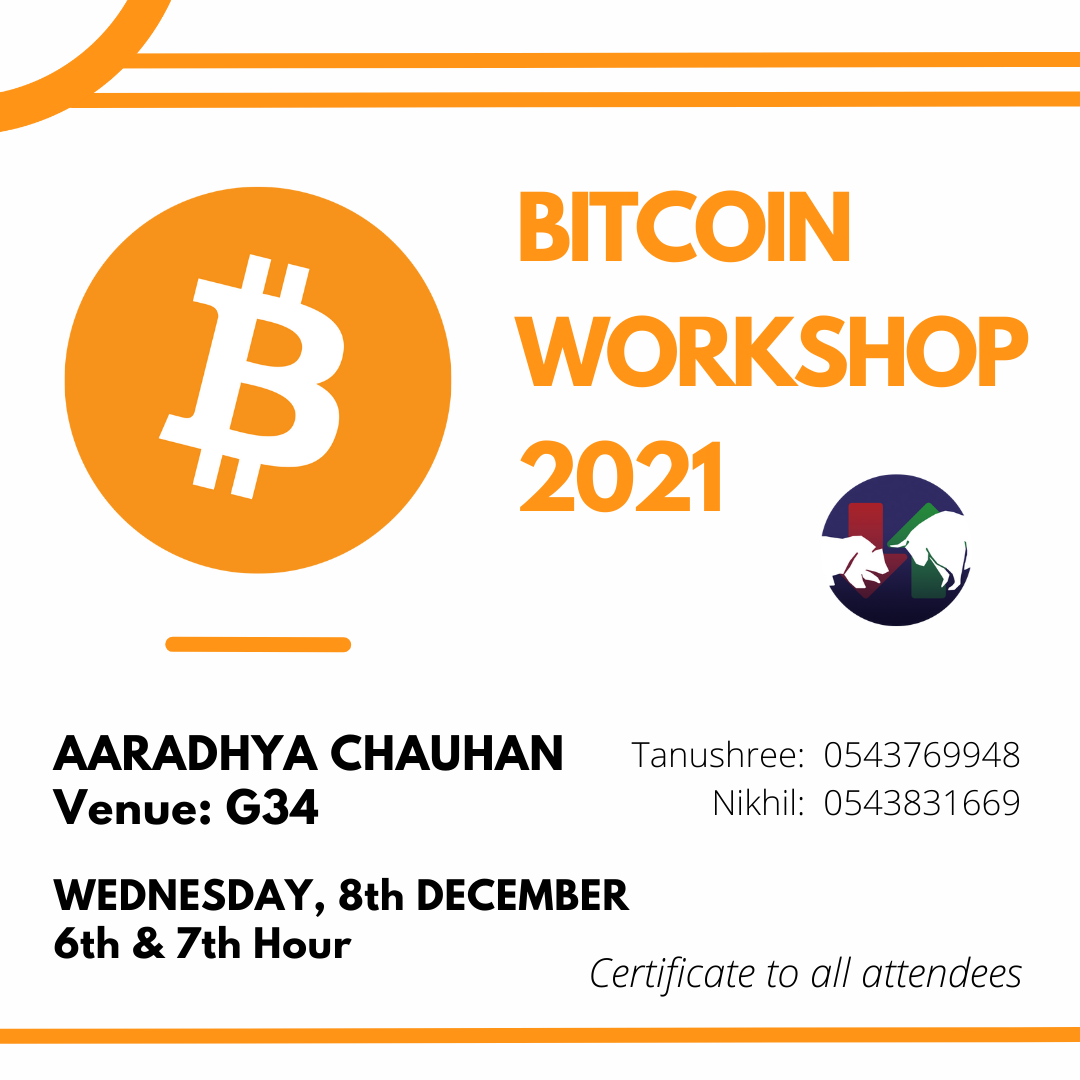 BITCOIN
WORKSHOP
2021
AARADHYA CHAUHAN
Venue: G34
Tanushree: 0543769948
Nikhil: 0543831669
WEDNESDAY, 8th DECEMBER
6th & 7th Hour
Certificate to all attendees